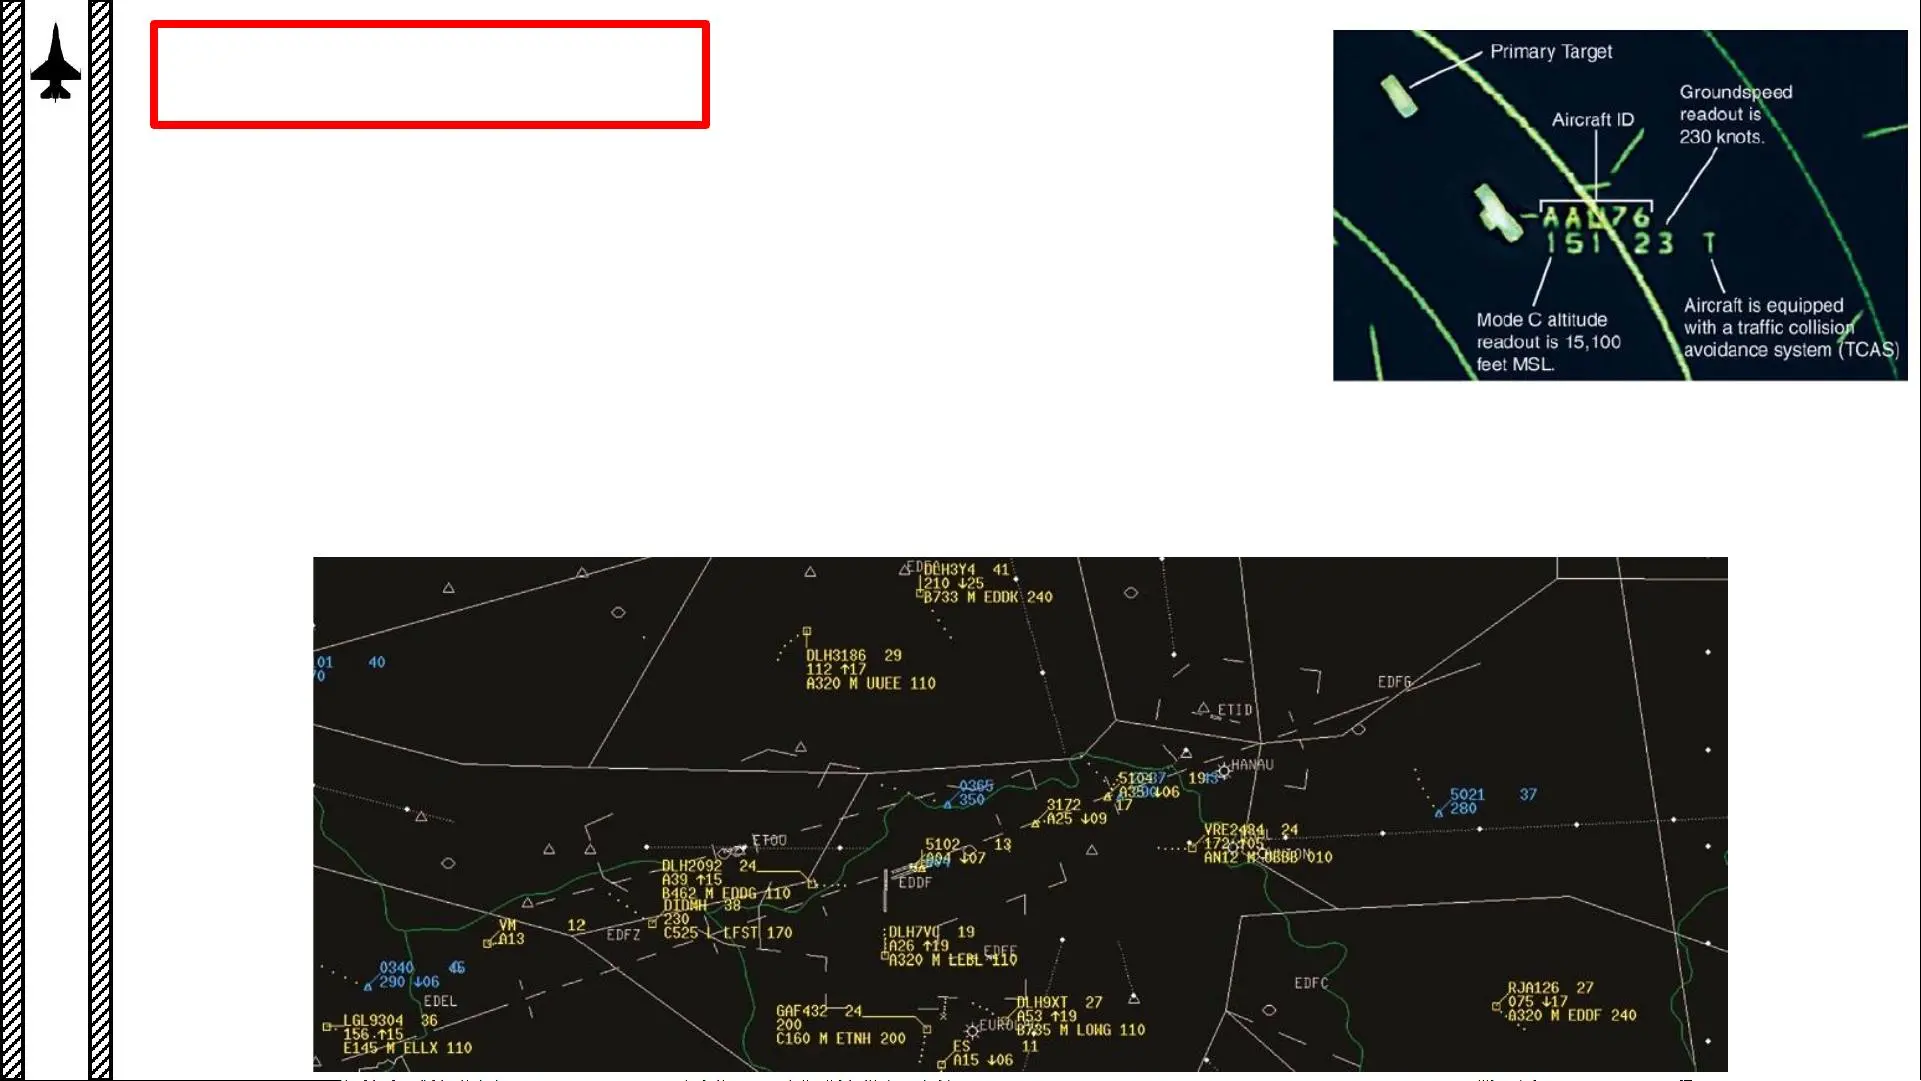 Primary Target
Groundspeed
readout is
230 knots.
Aircraft ID
AAL76
151 23 T
Mode C altitude
readout is 15,100
feet MSL.
Aircraft is equipped
with a traffic collision
avoidance system (TCAS)
DLH3Y4 41
210 ↓25
B733 M EDDK 240
DLH3186 29
112 ↑17
A320 M UUEE 110
01 40
70
EDFG
ETID
HANAU
0365
350
5104 19
A35 ↓06
17
3172
A25 ↓09
5021 37
280
VRE2484 24
172 ↑05
AN12 M OBBB 010
ETOU
5102 13
A04 ↓07
EDDF
DLH2092 24
A39 ↑15
B462 M EDDG 110
DIDMH 38
230
C525 L LFST 170
EDFZ
VM 12
A13
DLH7VC 19
A26 ↑19
A320 M LEBL 110
EDFE
0340
290 ↓06
EDEL
EDFC
LGL9304 36
156 ↑15
E145 M ELLX 110
GAF432 24
200
C160 M ETNH 200
DLH9XT 27
A53 ↑19
B735 M LOWG 110
ES 11
A15 ↓06
RJA126 27
075 ↓17
A320 M EDDF 240